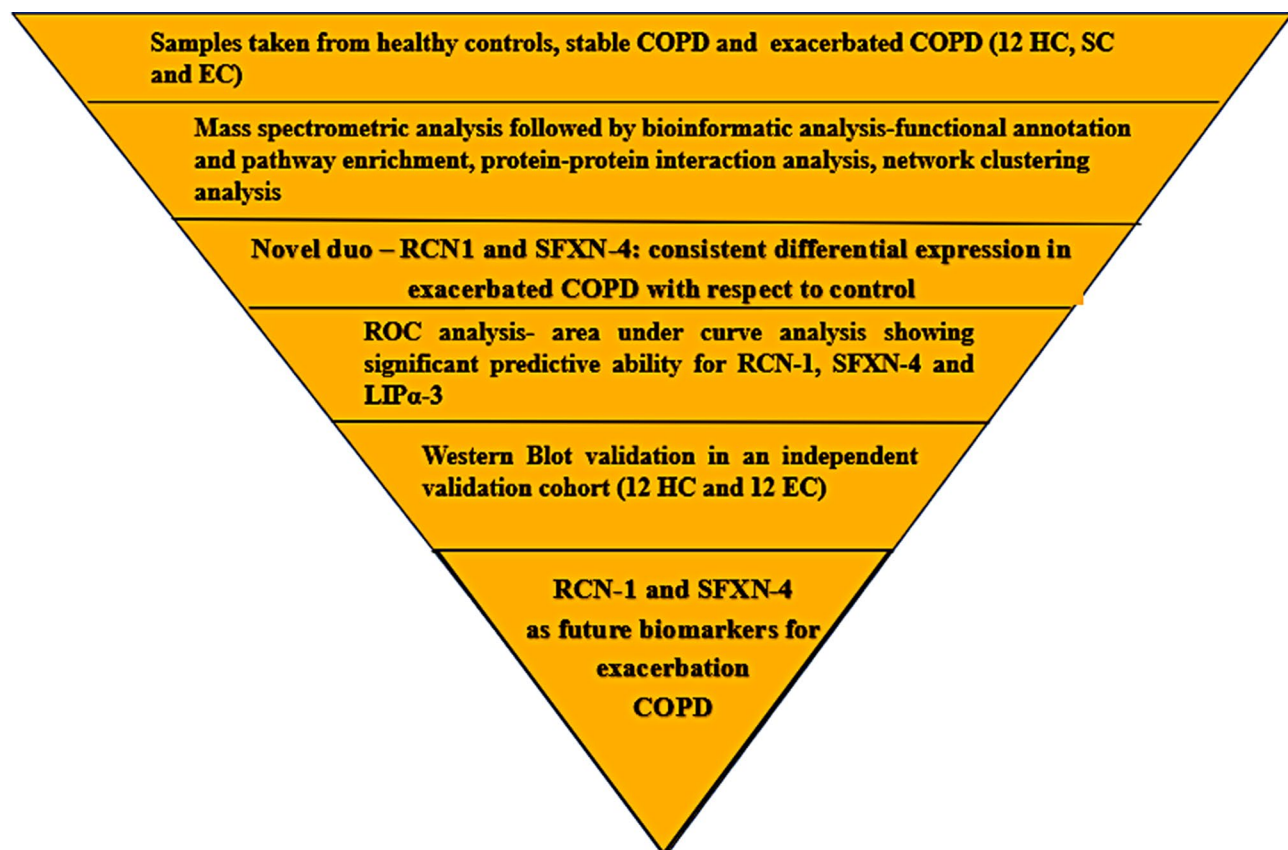 Samples taken from healthy controls, stable COPD and exacerbated COPD (12 HC, SC
and EC)
Mass spectrometric analysis followed by bioinformatic analysis-functional annotation
and pathway enrichment, protein-protein interaction analysis, network clustering
analysis
Novel duo – RCN1 and SFXN-4: consistent differential expression in
exacerbated COPD with respect to control
ROC analysis- area under curve analysis showing
significant predictive ability for RCN-1, SFXN-4 and
LIPα-3
Western Blot validation in an independent
validation cohort (12 HC and 12 EC)
RCN-1 and SFXN-4
as future biomarkers for
exacerbation
COPD